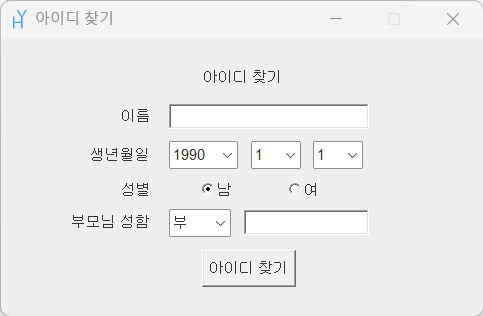 아이디 찾기
아이디 찾기
이름
생년월일 1990 1 1
성별 남 여
부모님 성함 부
아이디 찾기